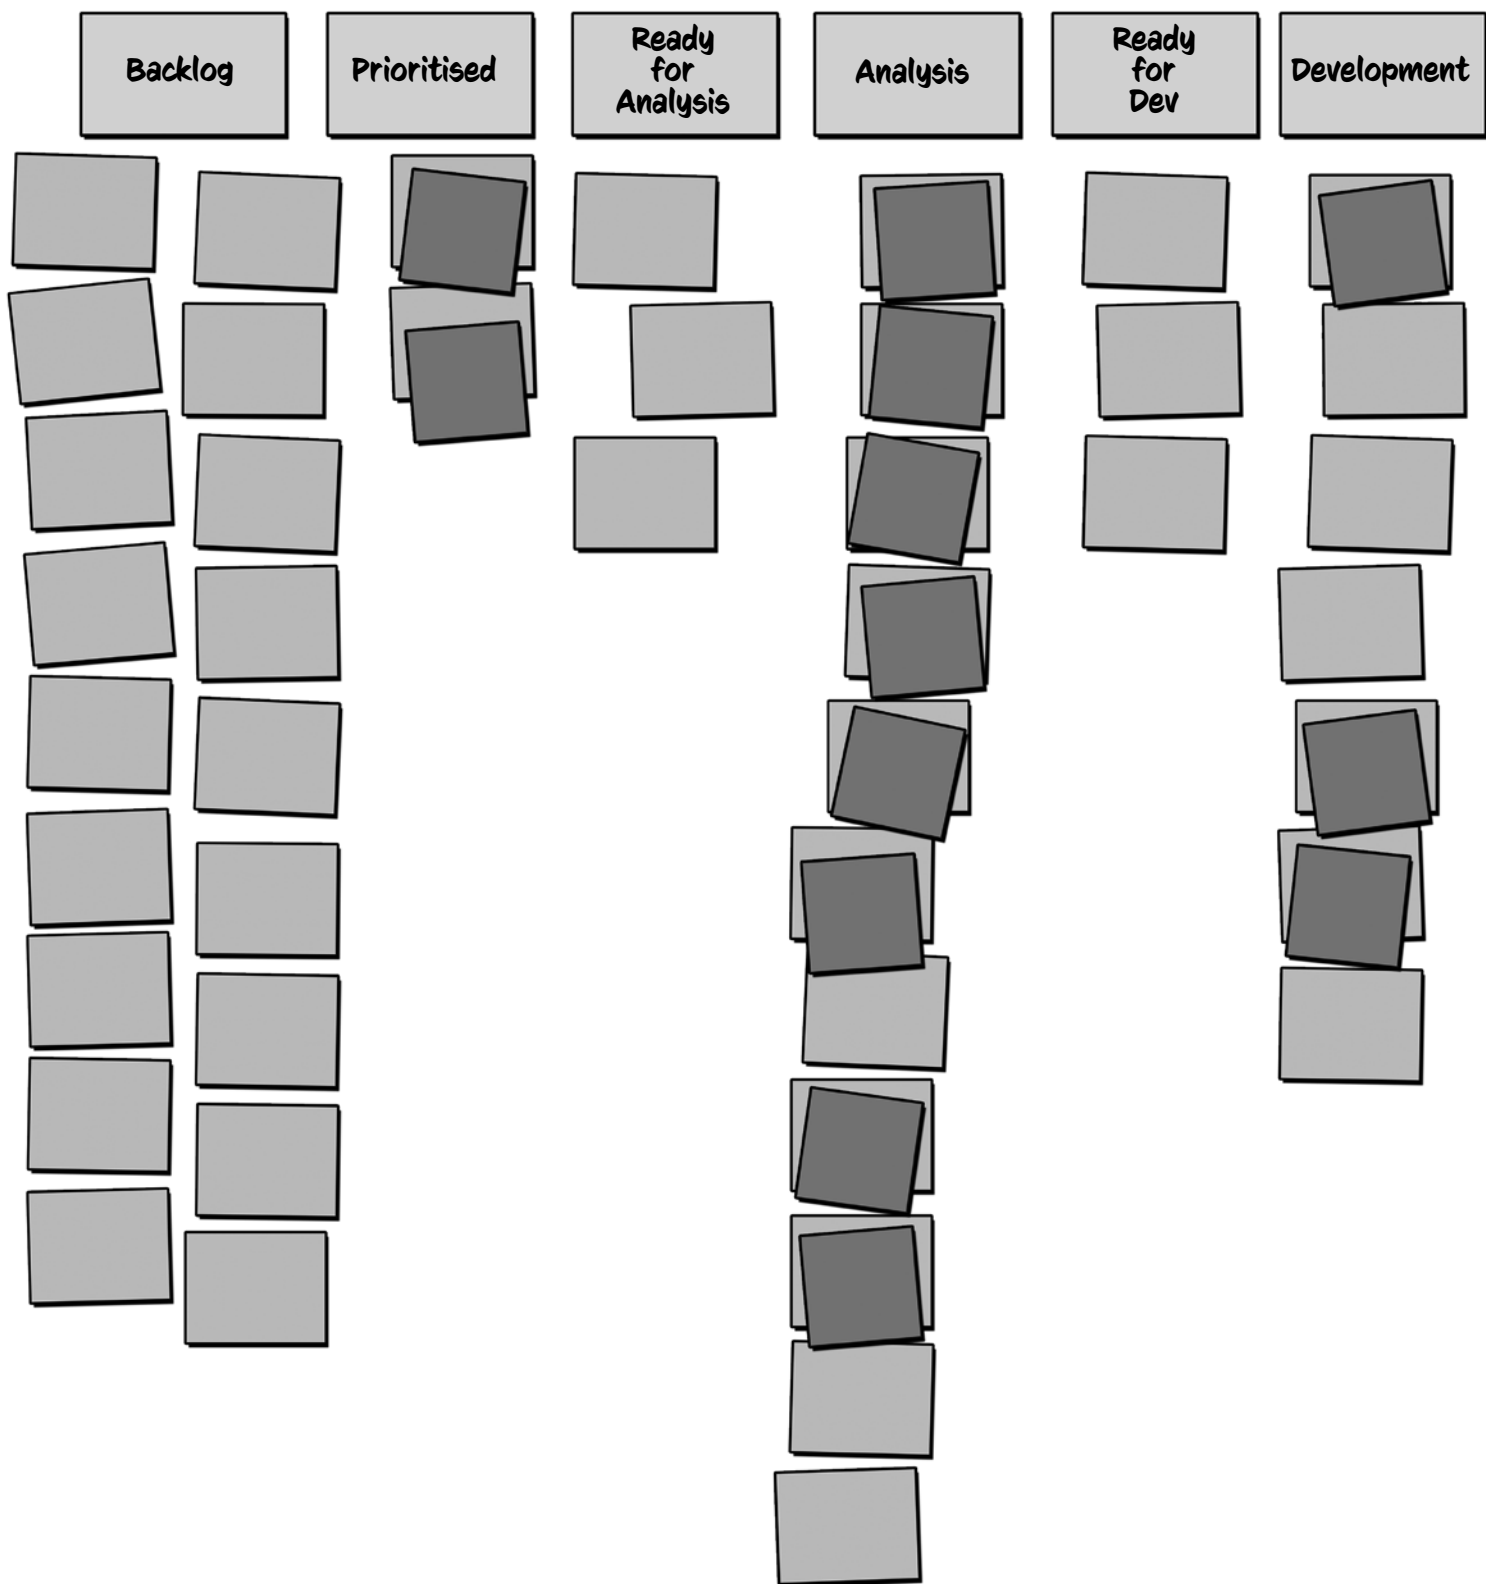 Backlog
Prioritised
Ready
for
Analysis
Analysis
Ready
for
Dev
Development